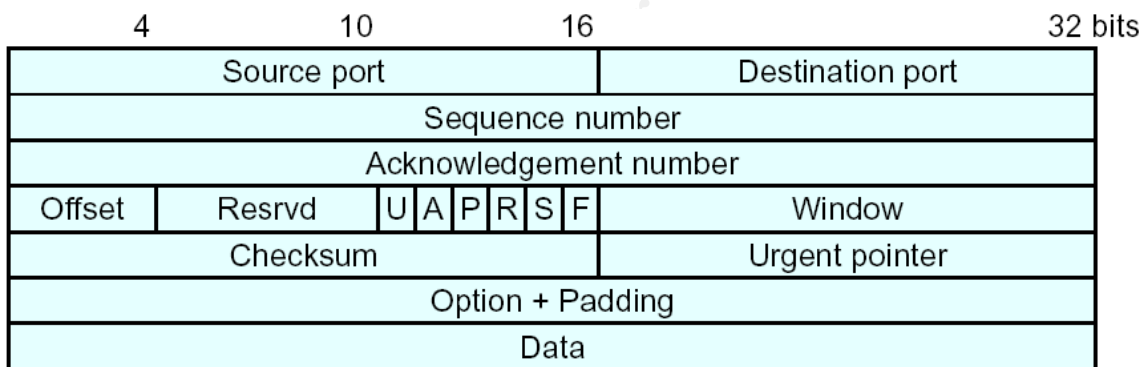 4 10 16 32 bits
Source port Destination port
Sequence number
Acknowledgement number
Offset Resrvd U A P R S F Window
Checksum Urgent pointer
Option + Padding
Data